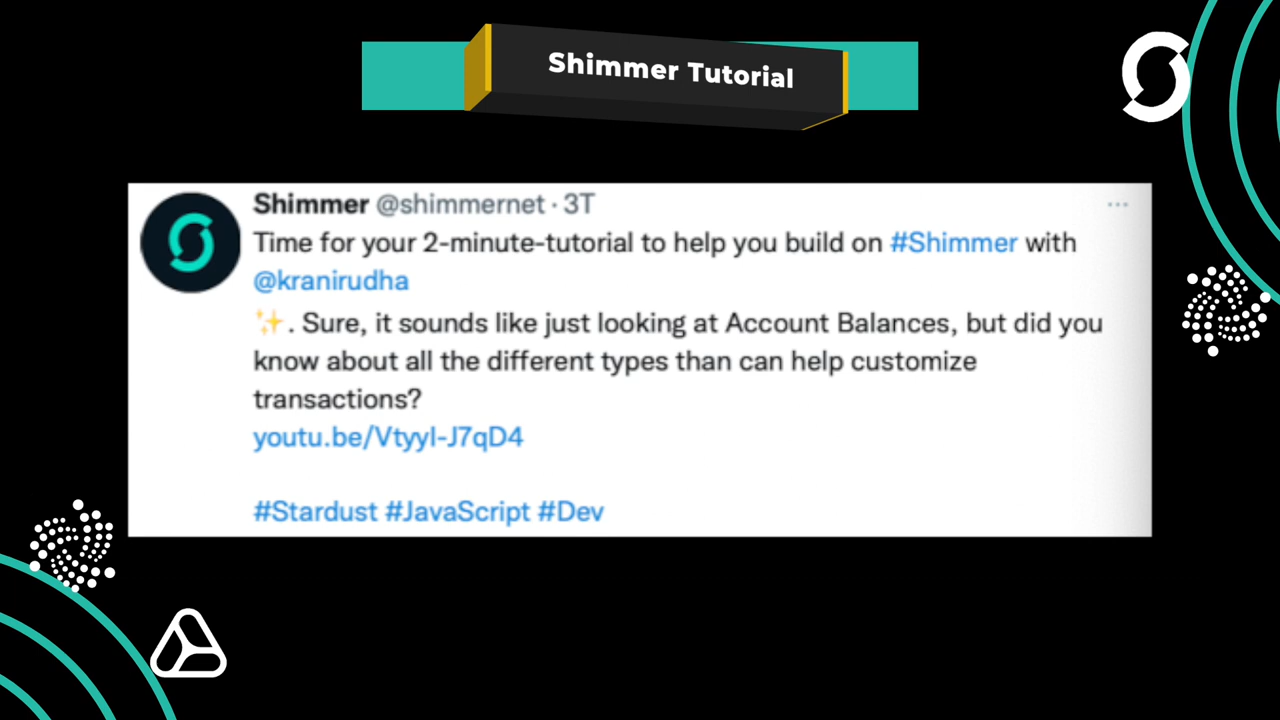 Shimmer Tutorial
Shimmer @shimmernet · 3T
Time for your 2-minute-tutorial to help you build on #Shimmer with
@kranirudha
✨. Sure, it sounds like just looking at Account Balances, but did you
know about all the different types than can help customize
transactions?
youtu.be/VtyyI-J7qD4
#Stardust #JavaScript #Dev